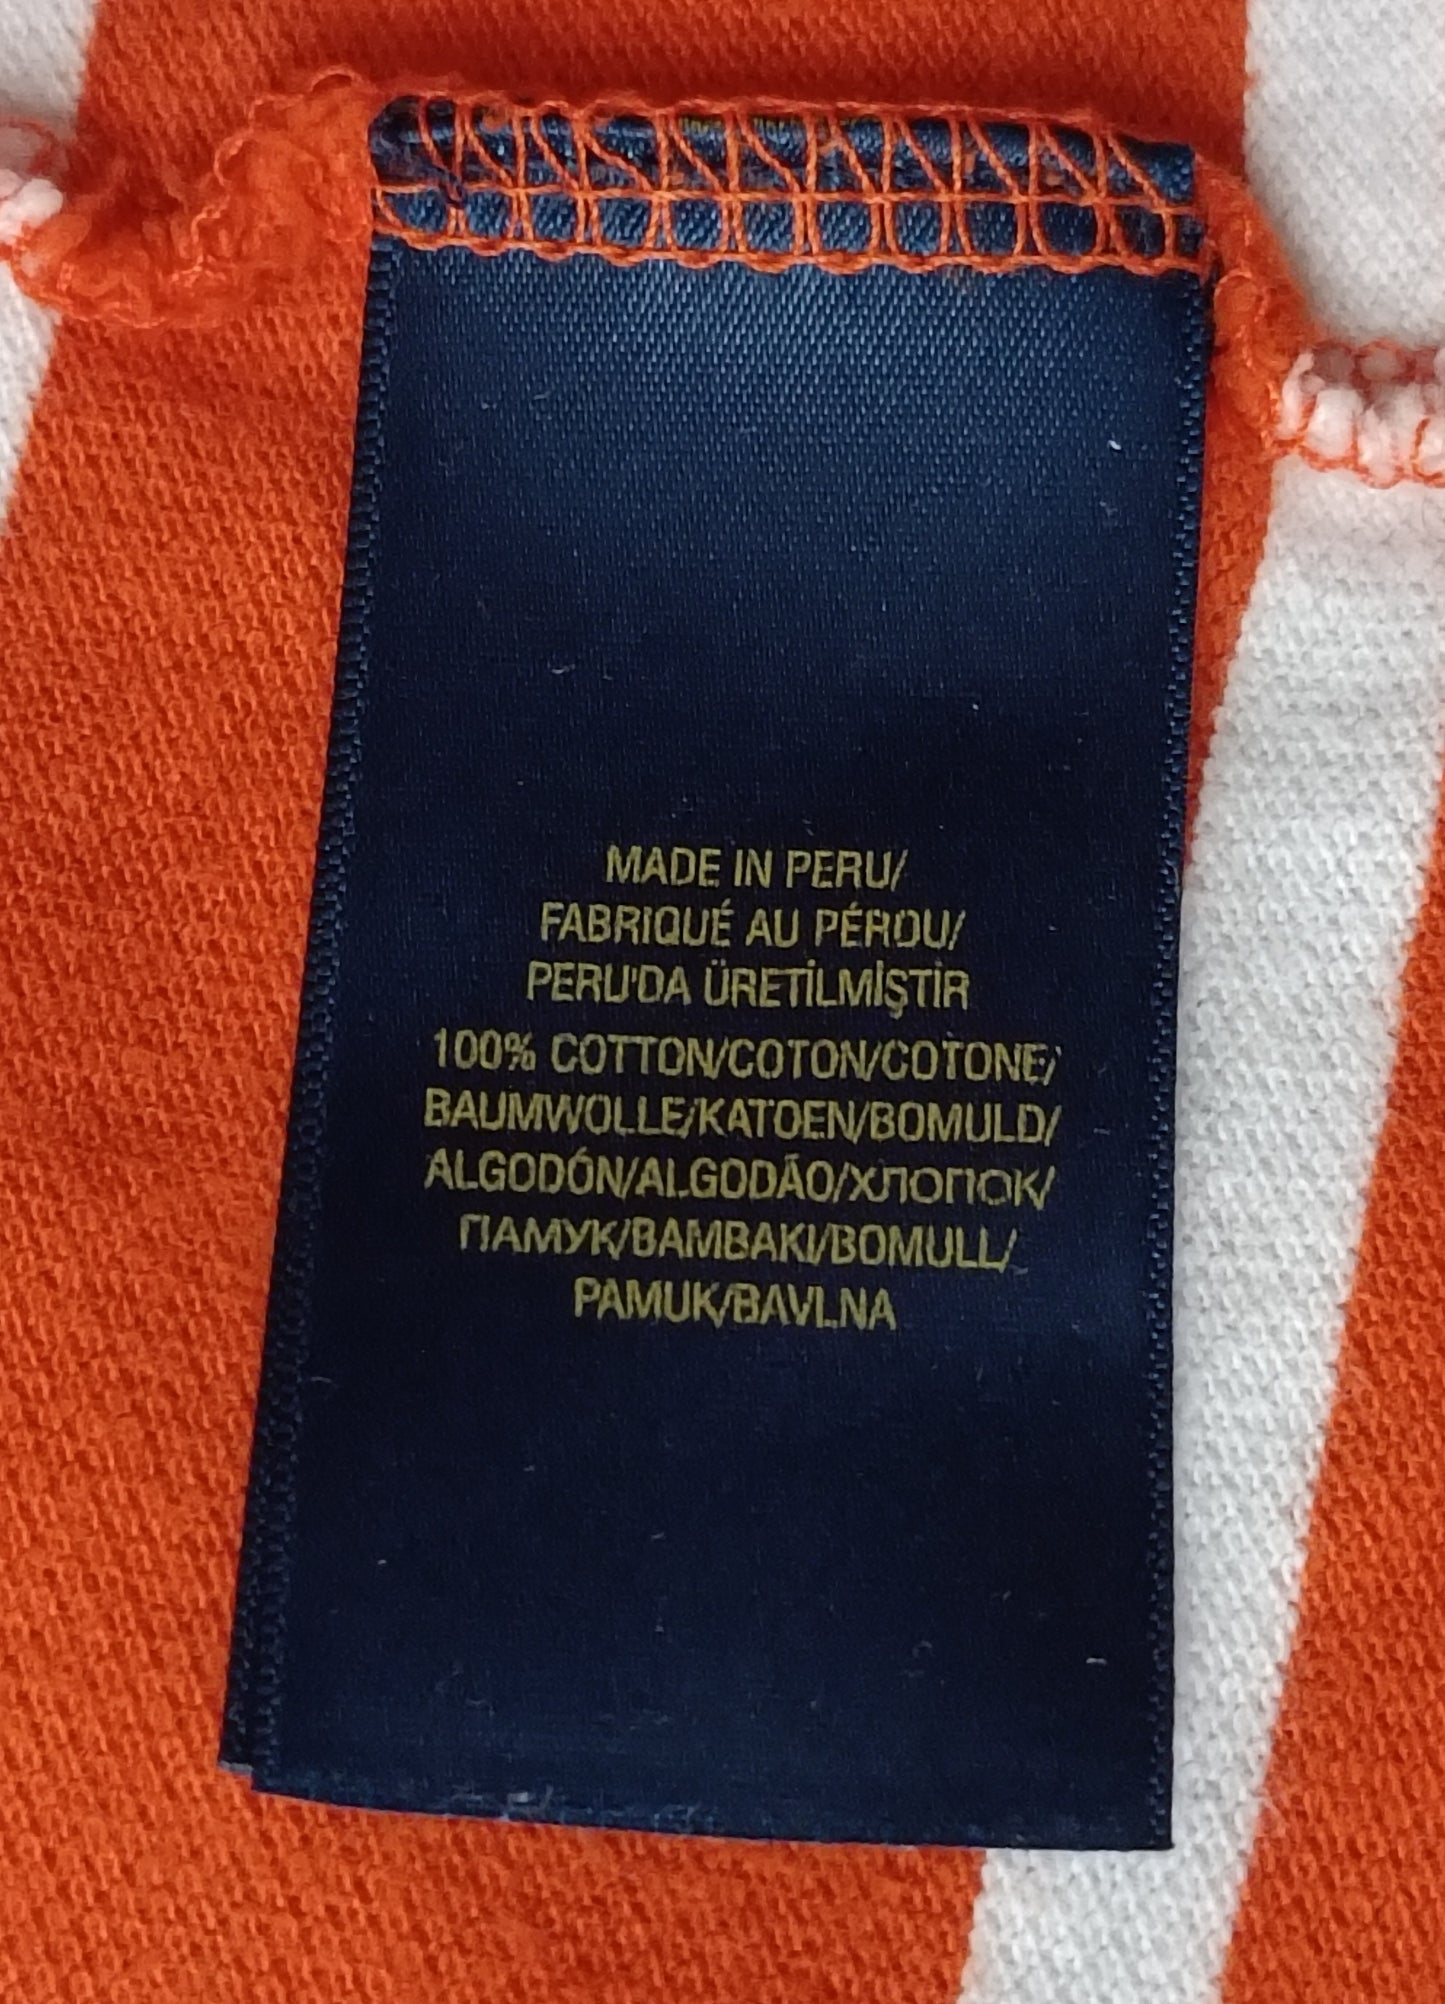 MADE IN PERU/
FABRIQUÉ AU PÉROU/
PERU'DA ÜRETİLMİŞTİR
100% COTTON/COTON/COTONE/
BAUMWOLLE/KATOEN/BOMULD/
ALGODÓN/ALGODÃO/ХЛОПОК/
ПАМУК/BAMBAKI/BOMULL/
PAMUK/BAVLNA